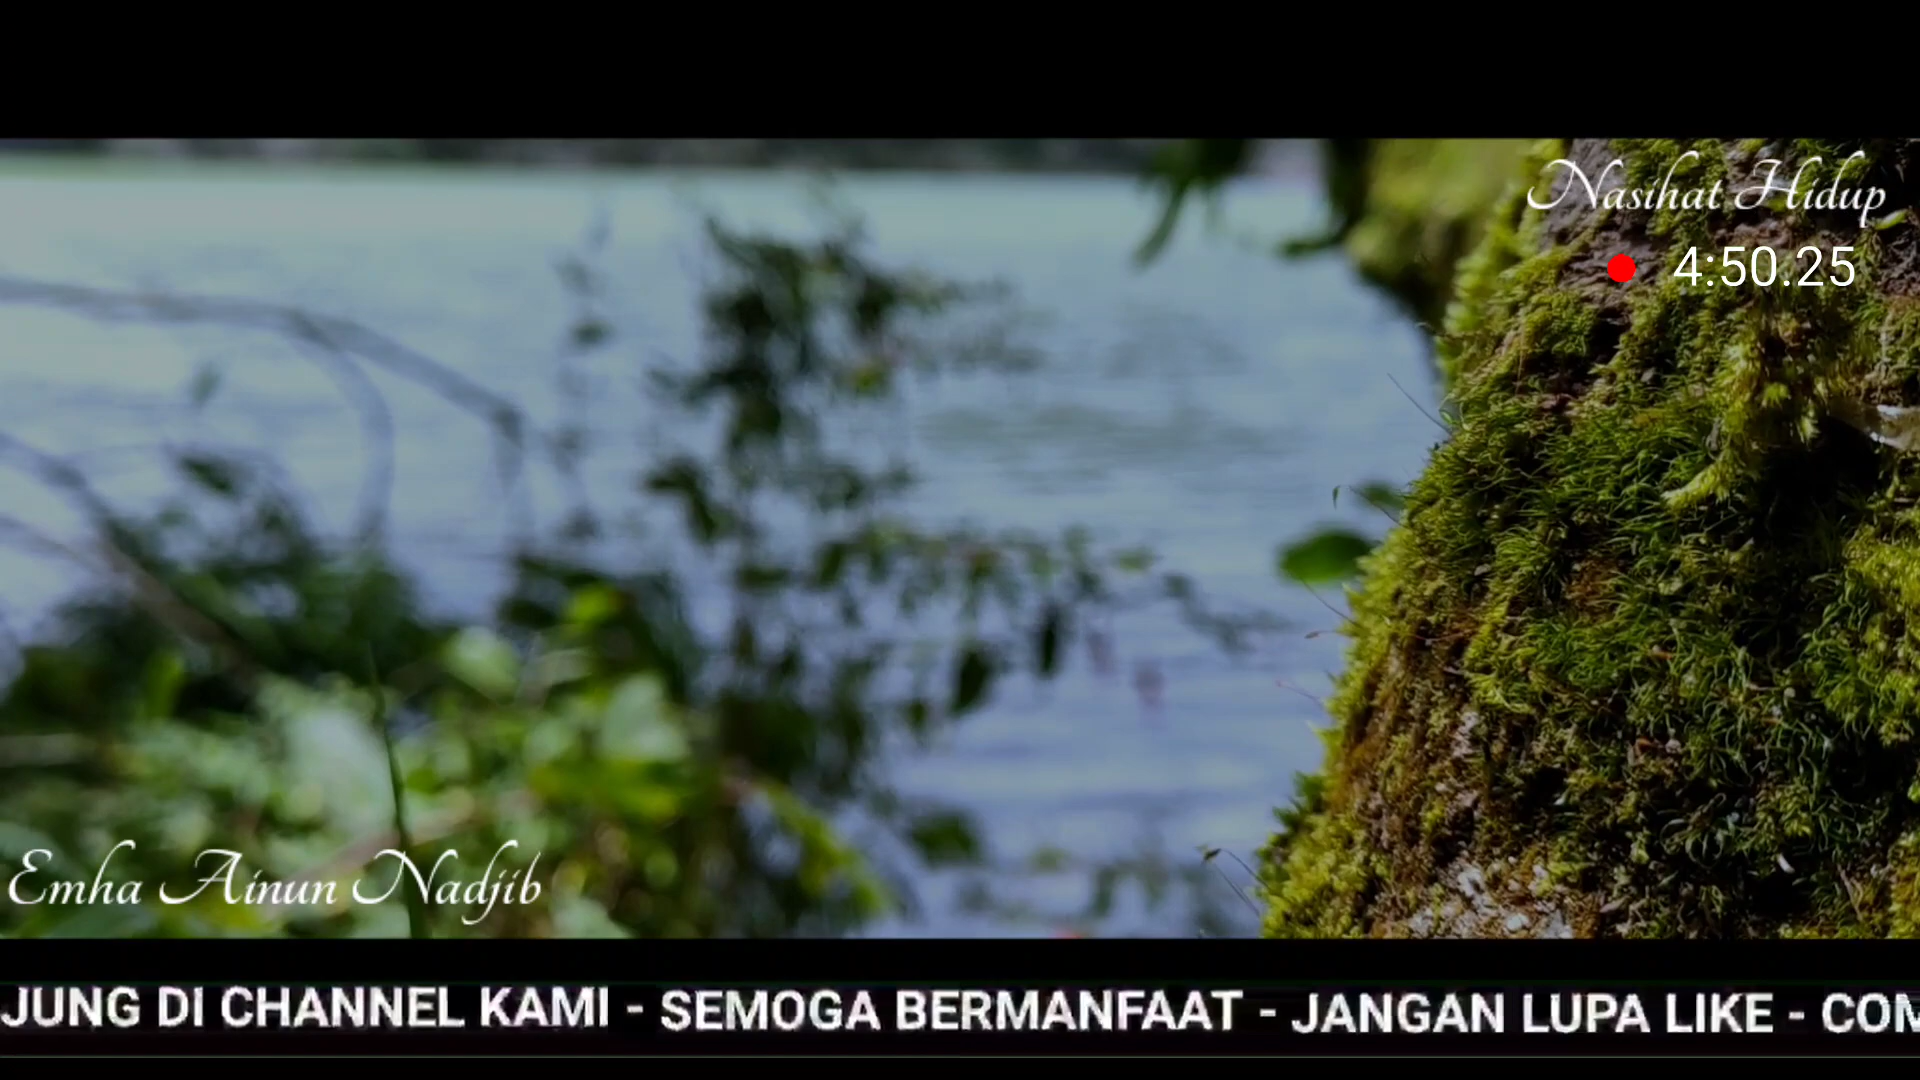 Nasihat Hidup
4:50.25
Emha Ainun Nadjib
JUNG DI CHANNEL KAMI - SEMOGA BERMANFAAT - JANGAN LUPA LIKE - COM